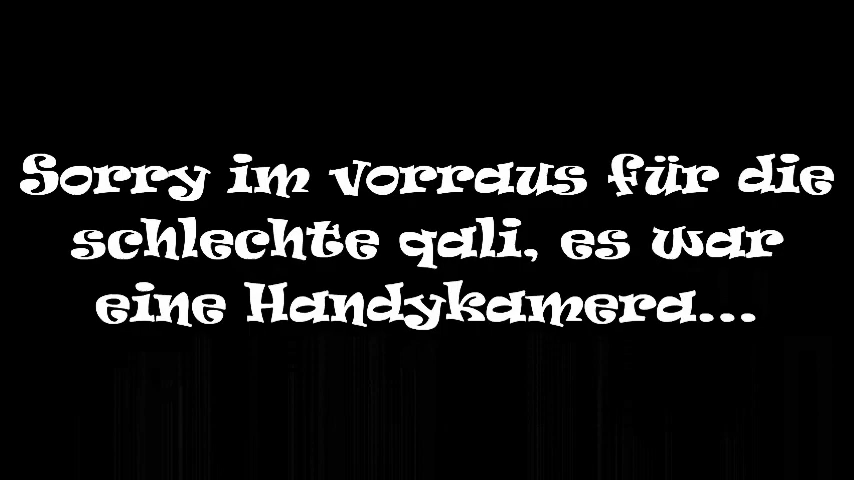 Sorry im vorraus für die
schlechte qali, es war
eine Handykamera...